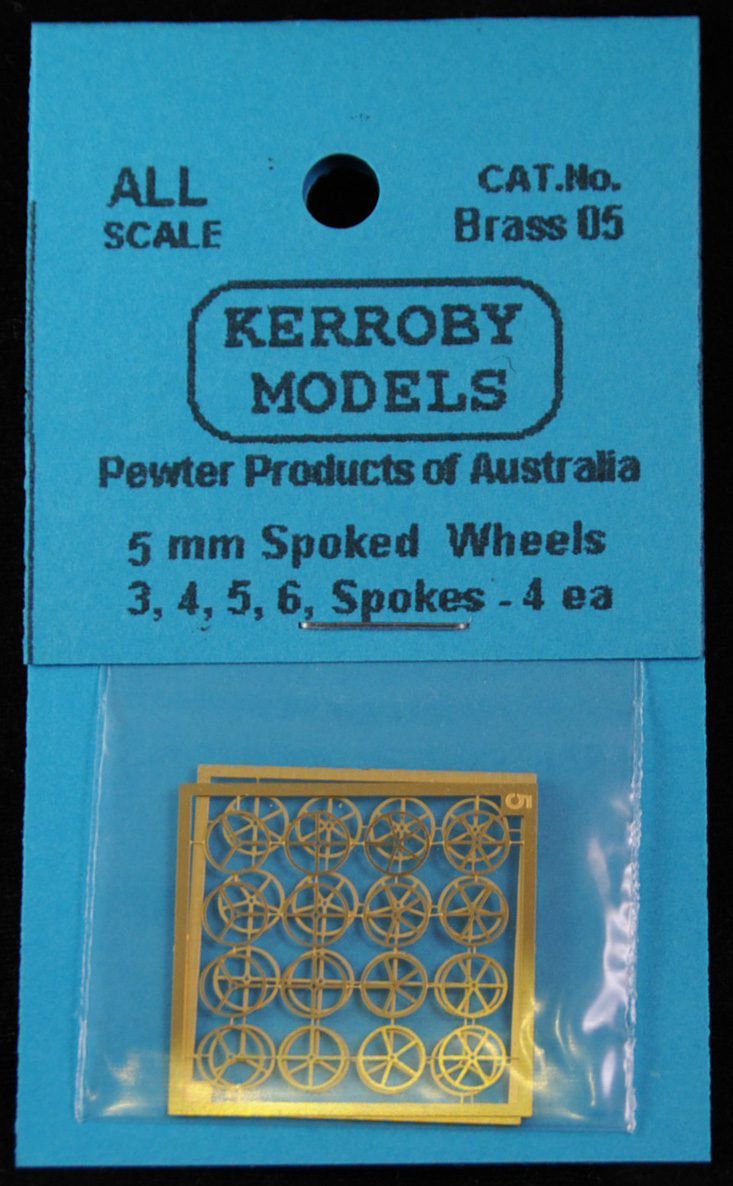 ALL
SCALE
CAT.No.
Brass 05
KERROBY
MODELS
Pewter Products of Australia
5 mm Spoked Wheels
3, 4, 5, 6, Spokes - 4 ea
5